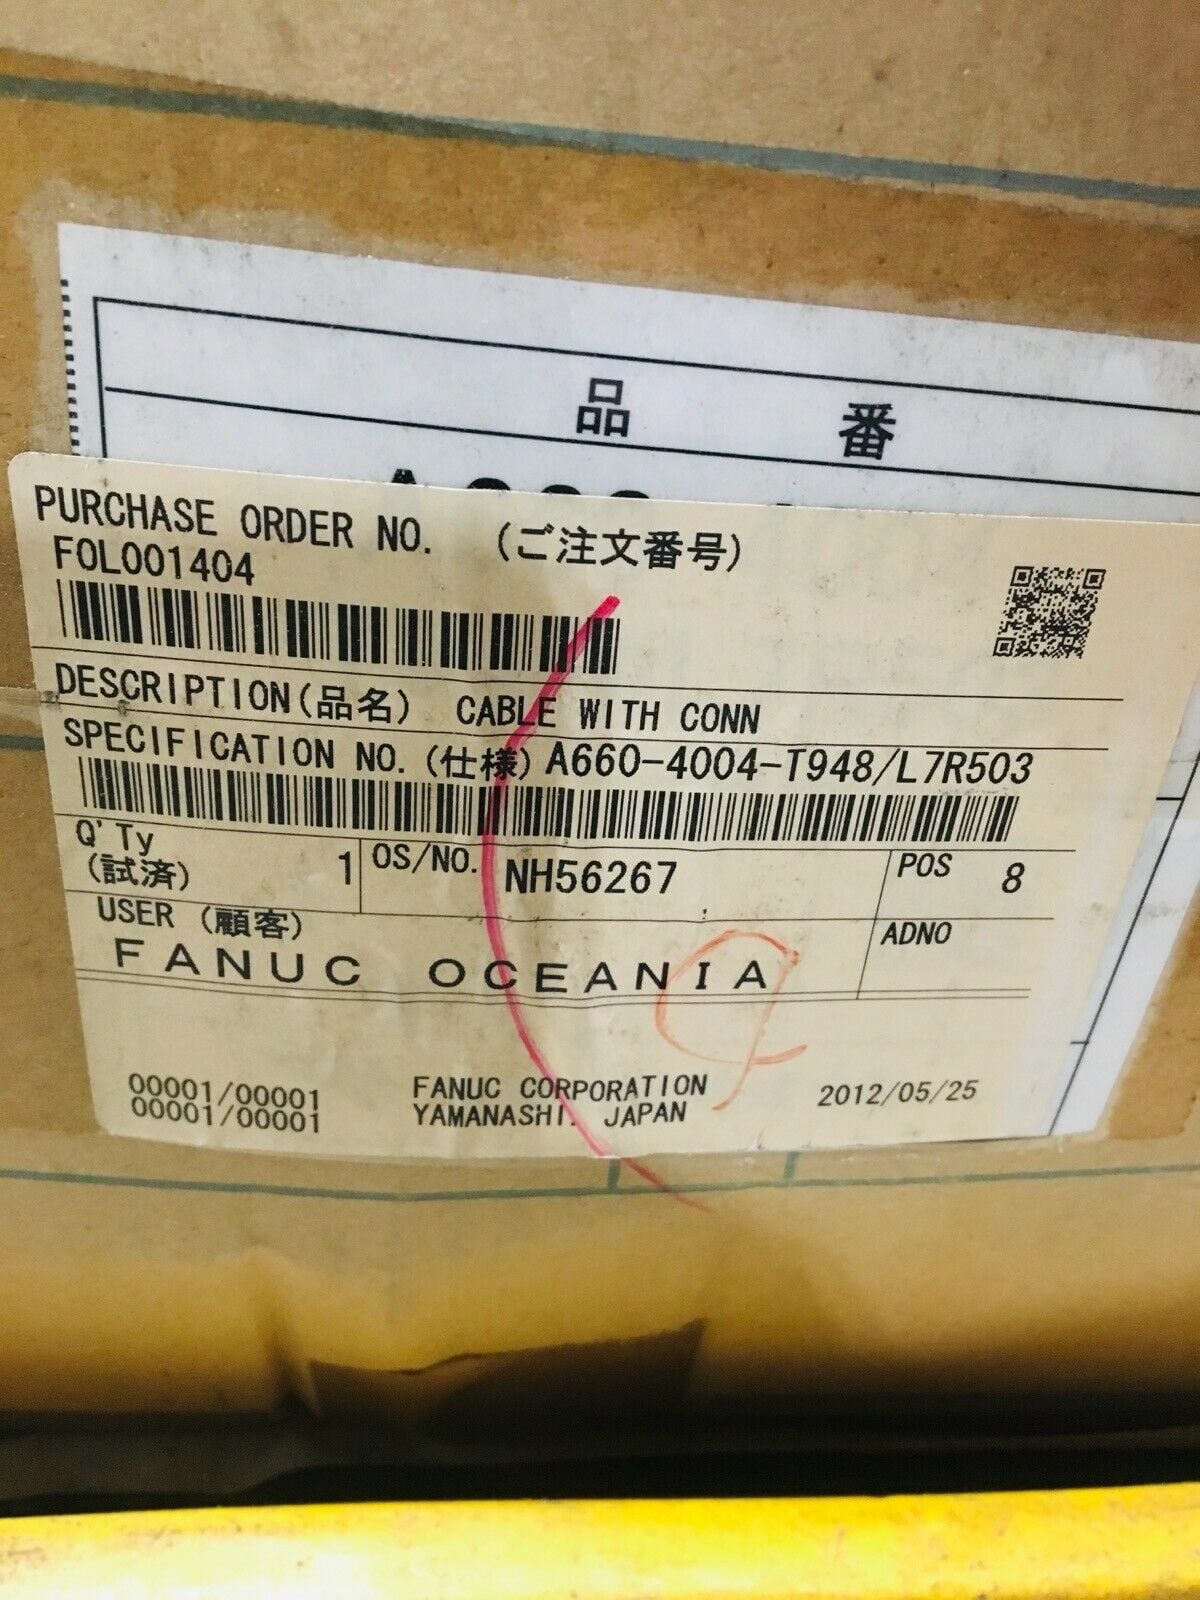 品 番
PURCHASE ORDER NO. (ご注文番号)
FOL001404
DESCRIPTION(品名) CABLE WITH CONN
SPECIFICATION NO. (仕様) A660-4004-T948/L7R503
Q'Ty
(試済) 1
OS/NO. NH56267
POS 8
USER (顧客)
FANUC OCEANIA
ADNO
00001/00001
00001/00001
FANUC CORPORATION
YAMANASHI. JAPAN
2012/05/25